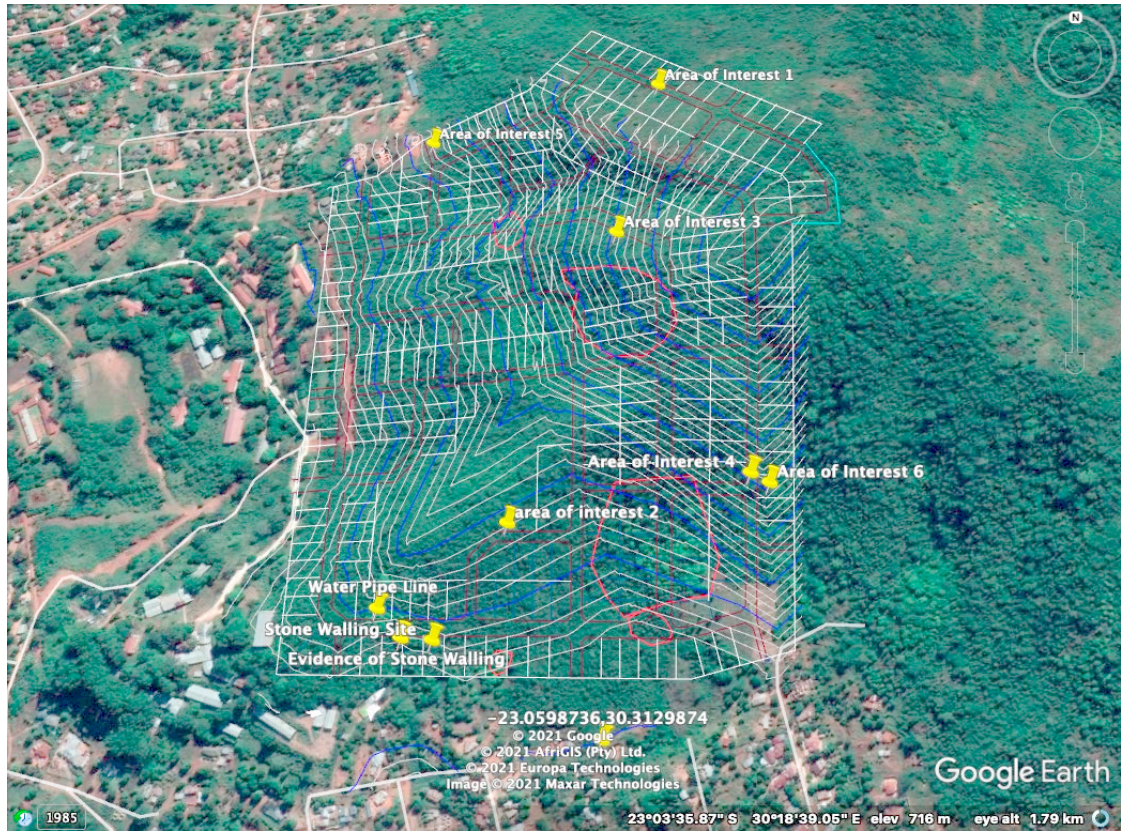 N
Area of Interest 1
Area of Interest 5
Area of Interest 3
Area of Interest 4
Area of Interest 6
area of interest 2
Water Pipe Line
Stone Walling Site
Evidence of Stone Walling
-23.0598736,30.3129874
© 2021 Google
© 2021 AfriGIS (Pty) Ltd.
© 2021 Europa Technologies
Image © 2021 Maxar Technologies
Google Earth
1985
23°03'35.87" S 30°18'39.05" E elev 716 m eye alt 1.79 km